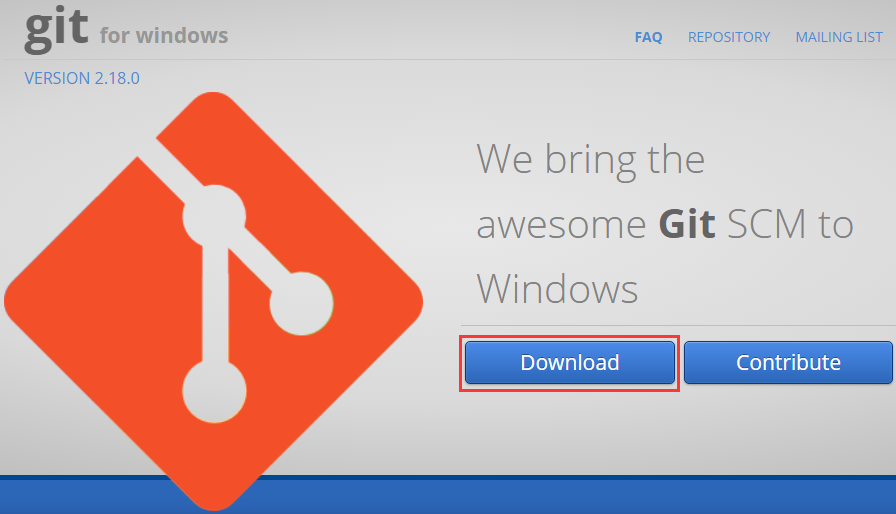 git for windows
FAQ REPOSITORY MAILING LIST
VERSION 2.18.0
We bring the
awesome Git SCM to
Windows
Download Contribute